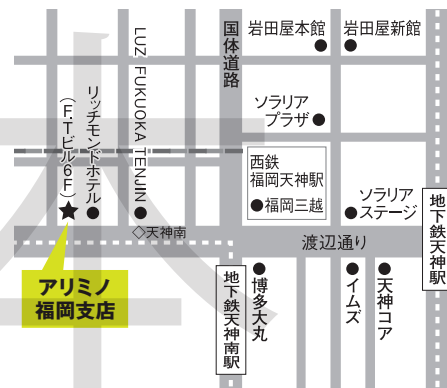 岩田屋本館
岩田屋新館
国体道路
LUZ FUKUOKA TENJIN
リッチモンドホテル
（F.Tビル6F）
ソラリア
プラザ
西鉄
福岡天神駅
福岡三越
ソラリア
ステージ
地下鉄天神駅
◇天神南
渡辺通り
アリミノ
福岡支店
地下鉄天神南駅
博多大丸
イムズ
天神コア